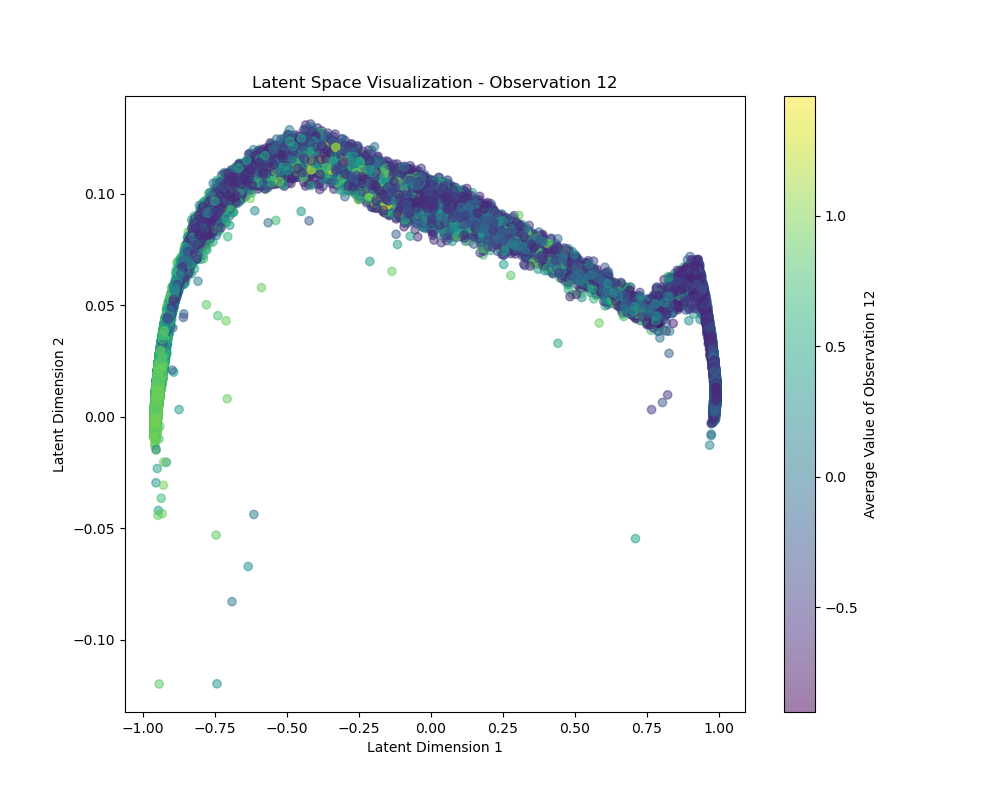 Latent Space Visualization - Observation 12
0.10
0.05
0.00
−0.05
−0.10
Latent Dimension 2
−1.00 −0.75 −0.50 −0.25 0.00 0.25 0.50 0.75 1.00
Latent Dimension 1
1.0
0.5
0.0
−0.5
Average Value of Observation 12